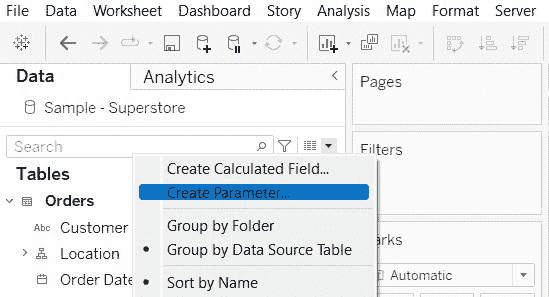 File Data Worksheet Dashboard Story Analysis Map Format Server
Data Analytics
Pages
Sample - Superstore
Search
Filters
Tables
Create Calculated Field...
Create Parameter...
Orders
Abc Customer
Group by Folder
Location
Group by Data Source Table
arks
Order Date
Sort by Name
Automatic